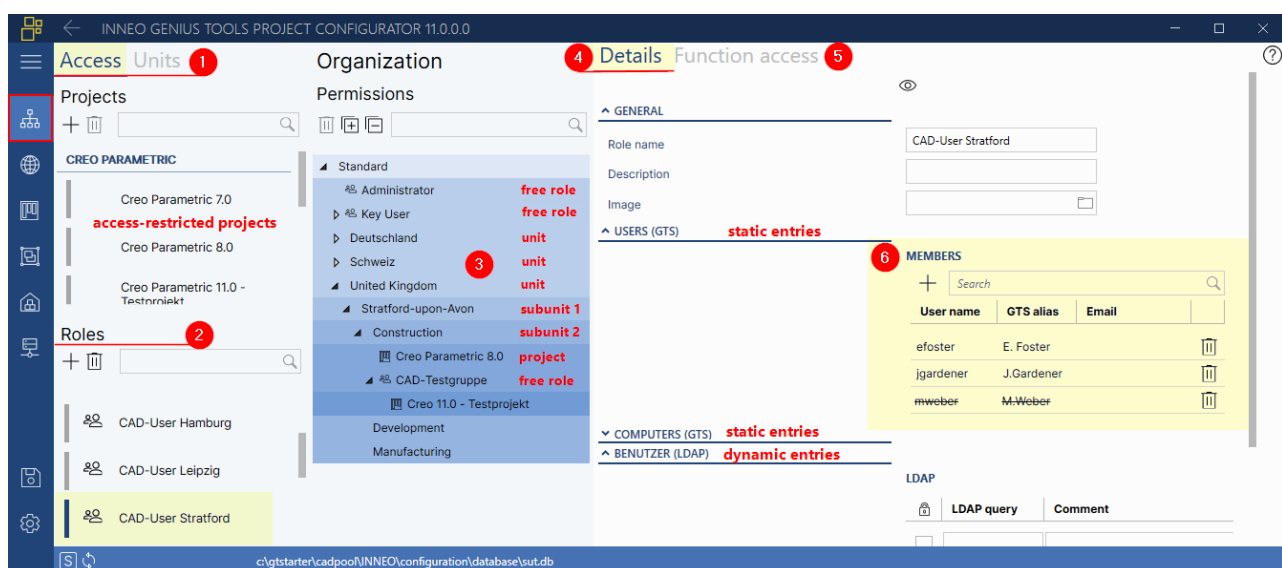 INNEO GENIUS TOOLS PROJECT CONFIGURATOR 11.0.0.0
Access Units 1
Projects
CREO PARAMETRIC
Creo Parametric 7.0
access-restricted projects
Creo Parametric 8.0
Creo Parametric 11.0 -
Testprojekt
Roles 2
CAD-User Hamburg
CAD-User Leipzig
CAD-User Stratford
Organization
Permissions
Standard
Administrator free role
Key User free role
Deutschland unit
Schweiz 3 unit
United Kingdom unit
Stratford-upon-Avon subunit 1
Construction subunit 2
Creo Parametric 8.0 project
CAD-Testgruppe free role
Creo 11.0 - Testprojekt
Development
Manufacturing
4 Details Function access 5
?
GENERAL
Role name CAD-User Stratford
Description
Image
USERS (GTS) static entries
6 MEMBERS
Search
User name GTS alias Email
efoster E. Foster
jgardener J.Gardener
mweber M.Weber
COMPUTERS (GTS) static entries
BENUTZER (LDAP) dynamic entries
LDAP
LDAP query Comment
S c:\gtstarter\cadpool\INNEO\configuration\database\sut.db